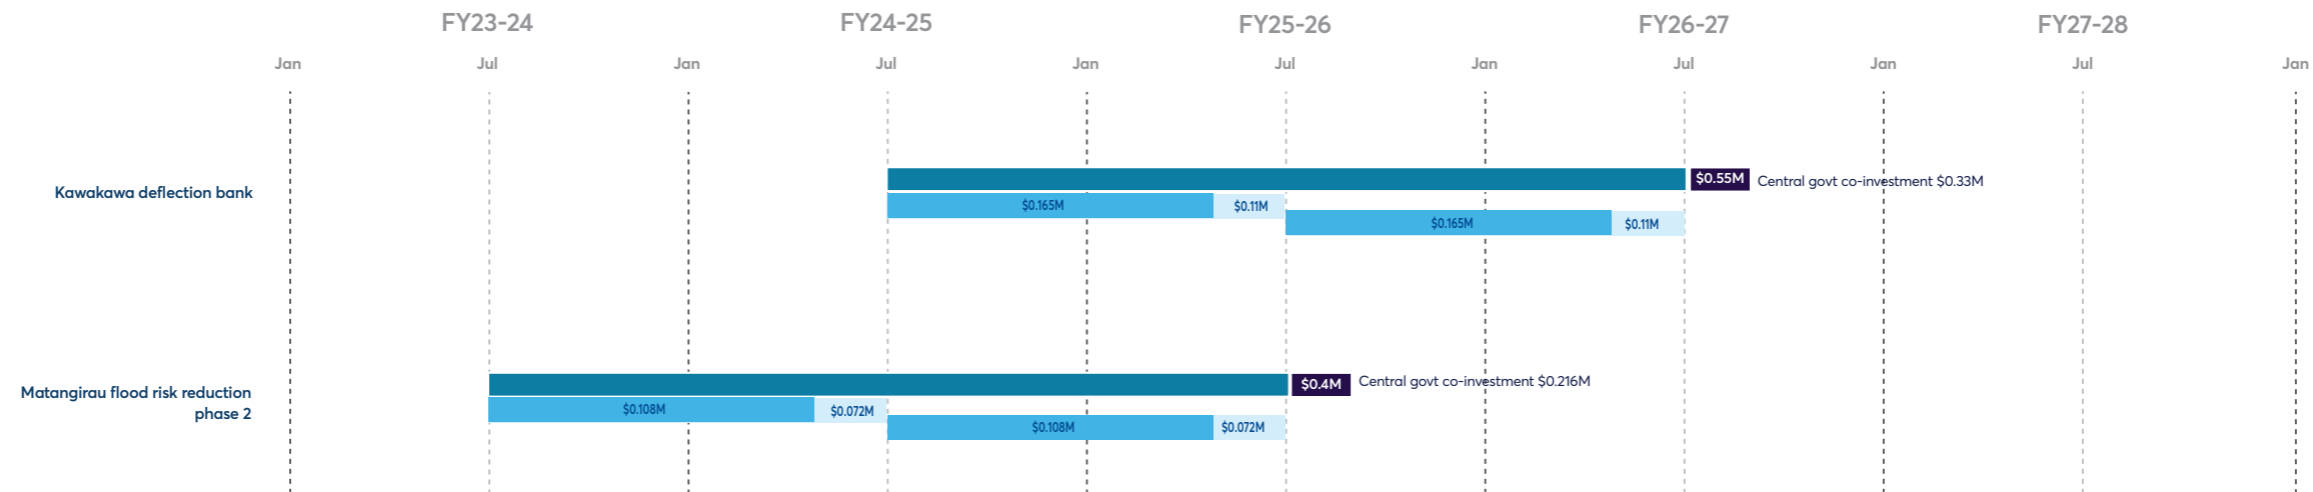 FY23-24 FY24-25 FY25-26 FY26-27 FY27-28
Jan Jul Jan Jul Jan Jul Jan Jul Jan Jul Jan
Kawakawa deflection bank
$0.55M Central govt co-investment $0.33M
$0.165M $0.11M
$0.165M $0.11M
Matangirau flood risk reduction
phase 2
$0.4M Central govt co-investment $0.216M
$0.108M $0.072M
$0.108M $0.072M